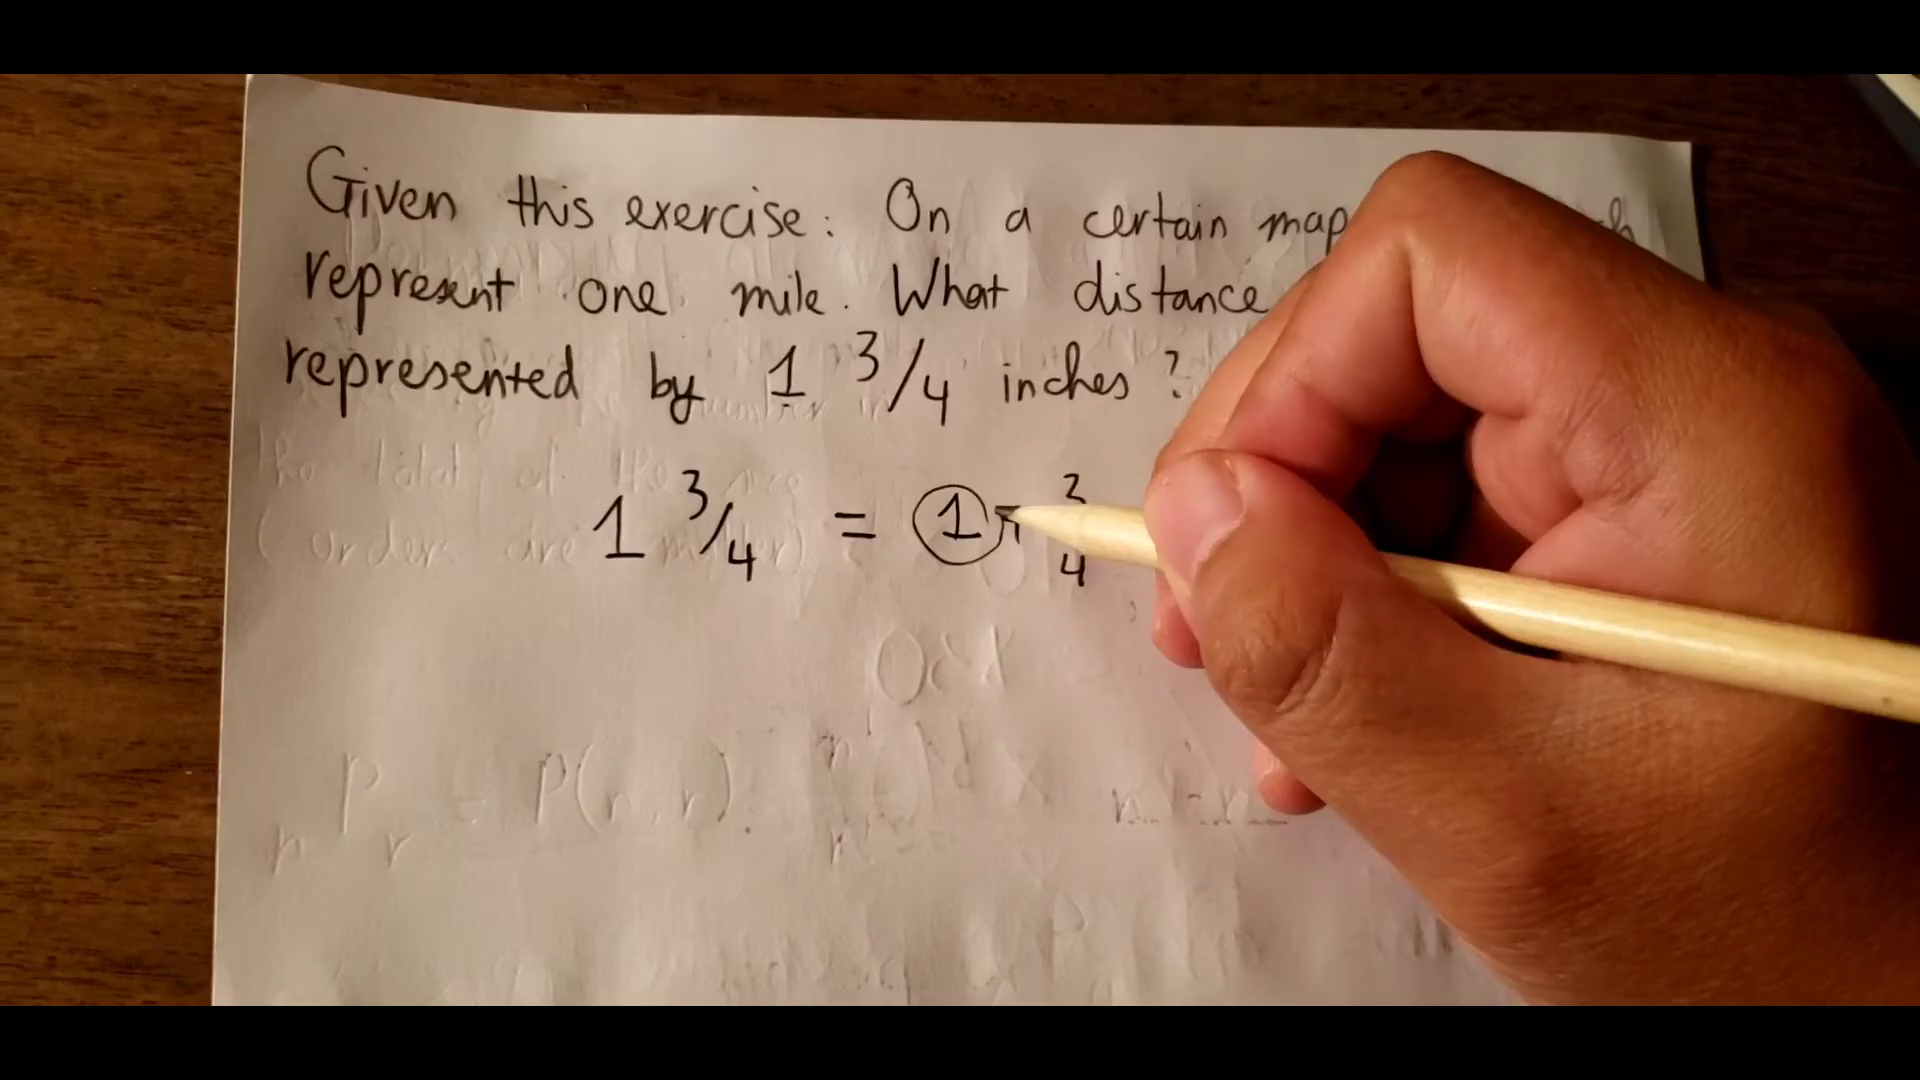 Given this exercise: On a certain map
represent one mile. What distance
represented by 1 3/4 inches?
1 3/4 = 1 + 3/4